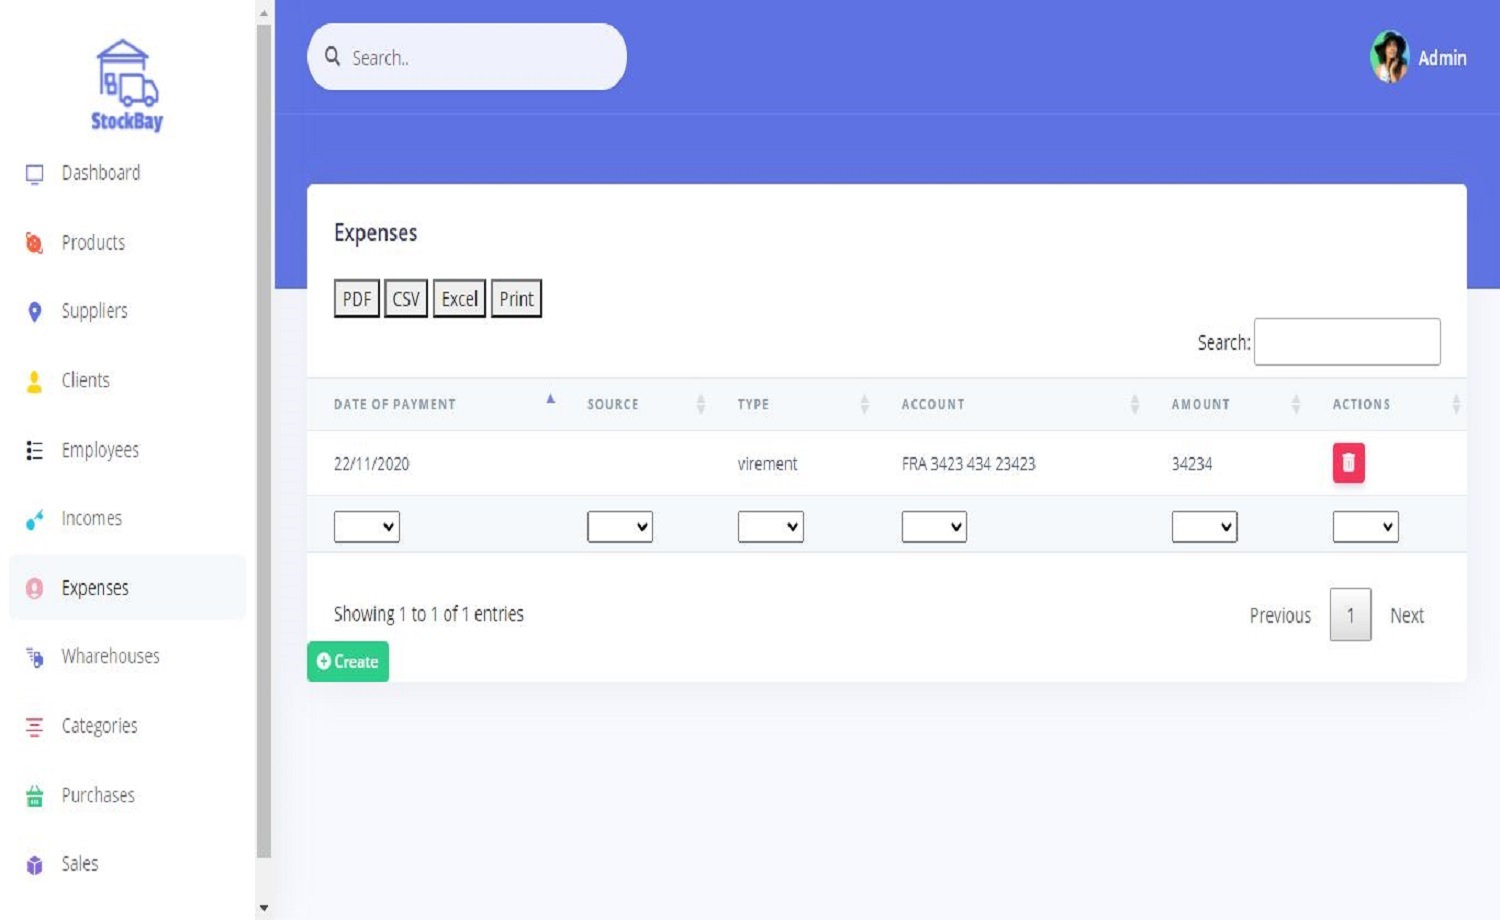 StockBay
Dashboard
Products
Suppliers
Clients
Employees
Incomes
Expenses
Wharehouses
Categories
Purchases
Sales
Search..
Admin
Expenses
PDF CSV Excel Print
Search:
DATE OF PAYMENT SOURCE TYPE ACCOUNT AMOUNT ACTIONS
22/11/2020 virement FRA 3423 434 23423 34234
Showing 1 to 1 of 1 entries
Previous 1 Next
Create